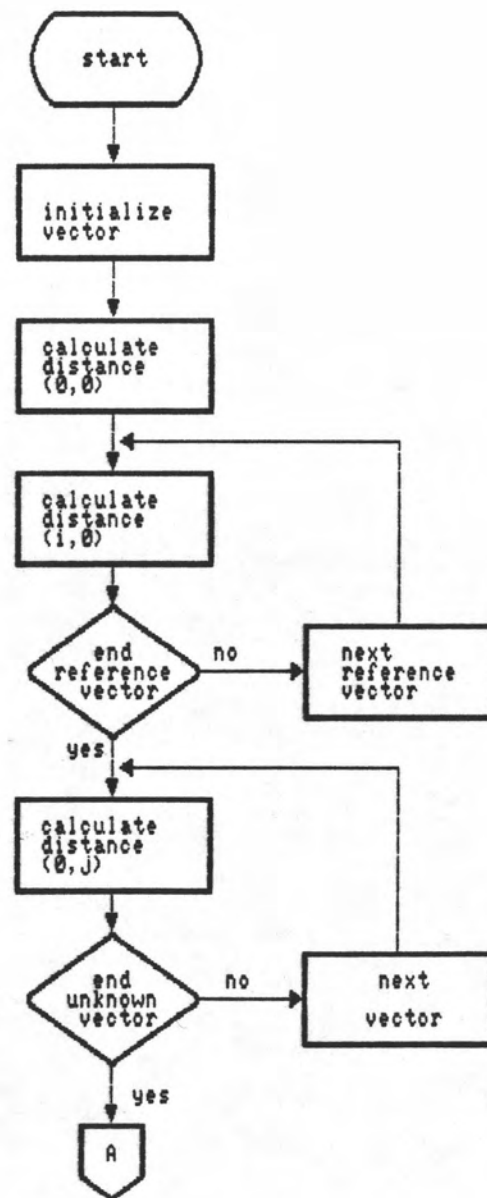 start
initialize
vector
calculate
distance
(0,0)
calculate
distance
(i,0)
end
reference
vector
no
next
reference
vector
yes
calculate
distance
(0,j)
end
unknown
vector
no
next
vector
yes
A